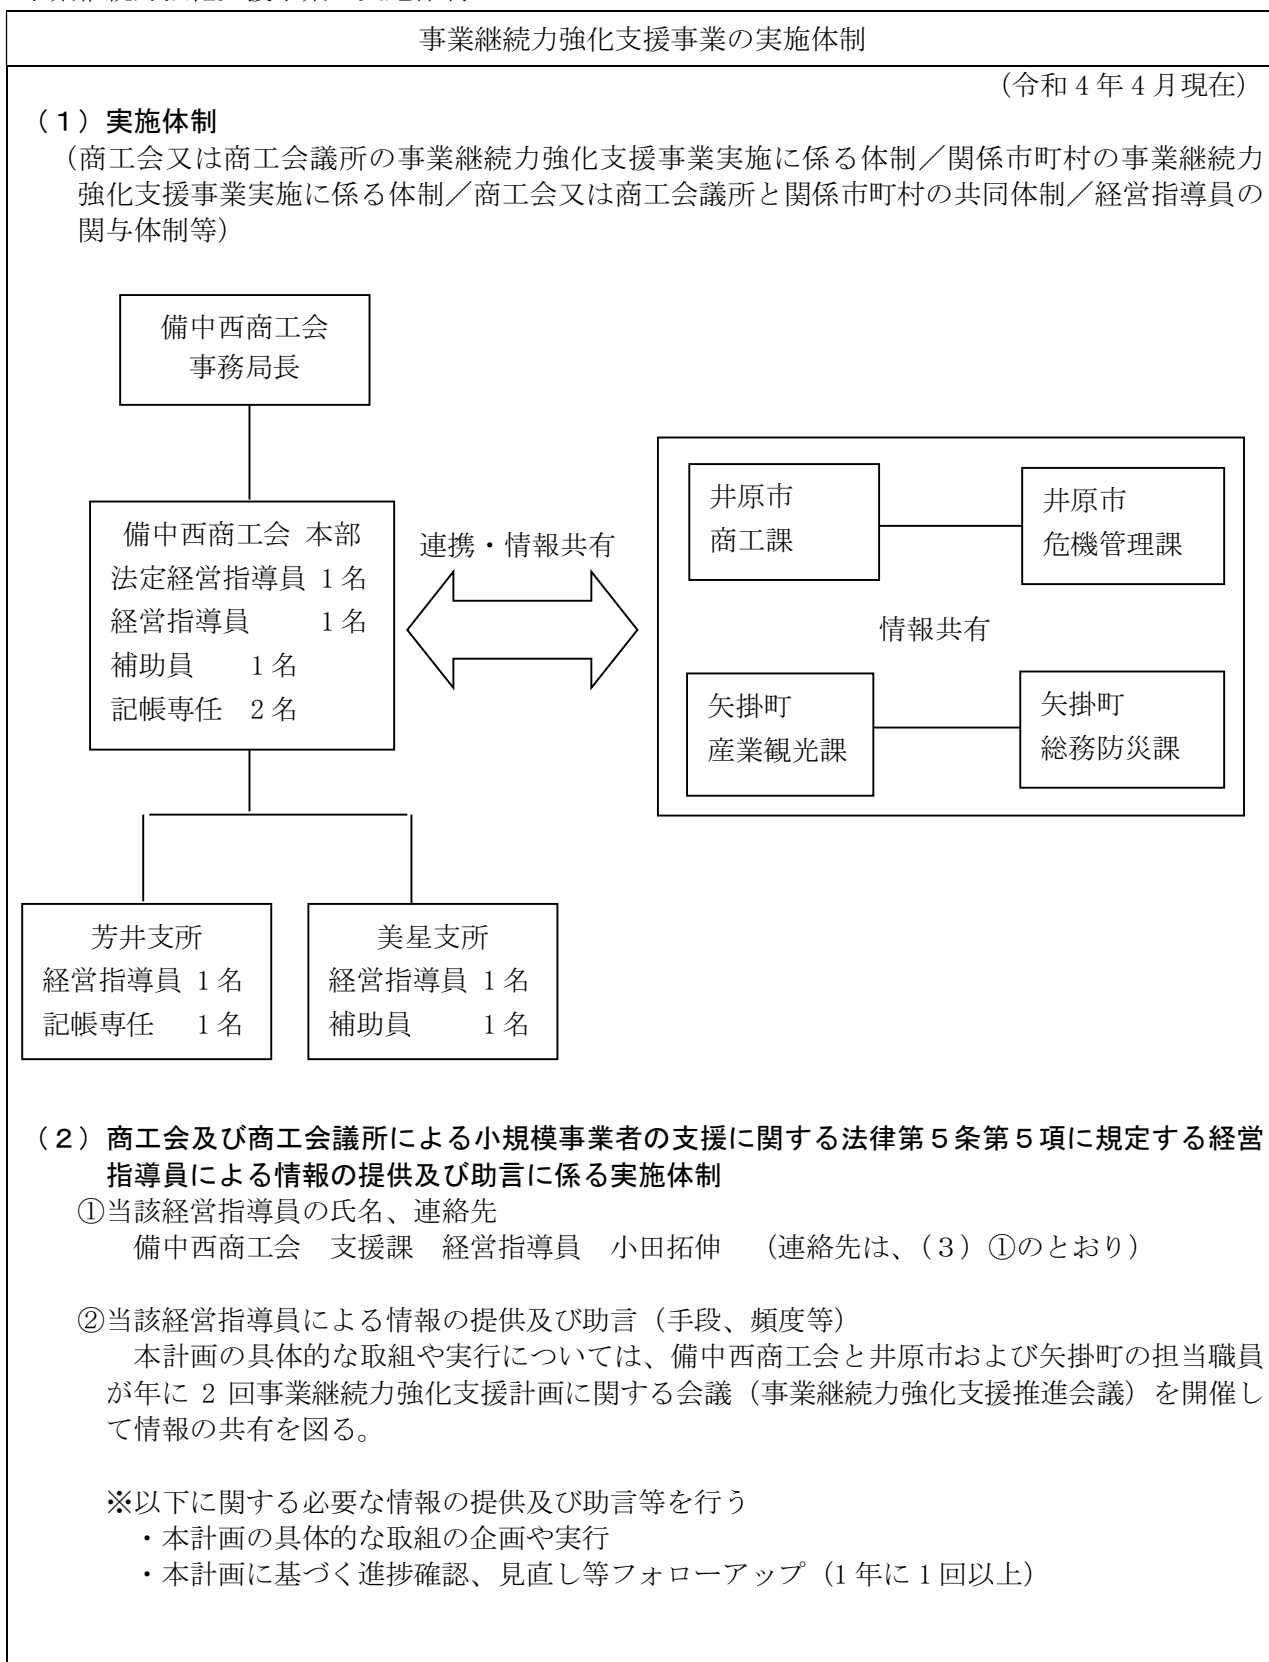 事業継続力強化支援事業の実施体制
（令和４年４月現在）
（１）実施体制
（商工会又は商工会議所の事業継続力強化支援事業実施に係る体制／関係市町村の事業継続力
強化支援事業実施に係る体制／商工会又は商工会議所と関係市町村の共同体制／経営指導員の
関与体制等）
備中西商工会
事務局長
備中西商工会 本部
法定経営指導員 1名
経営指導員 1名
補助員 1名
記帳専任 2名
連携・情報共有
井原市
商工課
井原市
危機管理課
情報共有
矢掛町
産業観光課
矢掛町
総務防災課
芳井支所
経営指導員 1名
記帳専任 1名
美星支所
経営指導員 1名
補助員 1名
（２）商工会及び商工会議所による小規模事業者の支援に関する法律第５条第５項に規定する経営
指導員による情報の提供及び助言に係る実施体制
①当該経営指導員の氏名、連絡先
備中西商工会　支援課　経営指導員　小田拓伸　（連絡先は、（３）①のとおり）
②当該経営指導員による情報の提供及び助言（手段、頻度等）
本計画の具体的な取組や実行については、備中西商工会と井原市および矢掛町の担当職員
が年に 2 回事業継続力強化支援計画に関する会議（事業継続力強化支援推進会議）を開催し
て情報の共有を図る。
※以下に関する必要な情報の提供及び助言等を行う
・本計画の具体的な取組の企画や実行
・本計画に基づく進捗確認、見直し等フォローアップ（1年に1回以上）